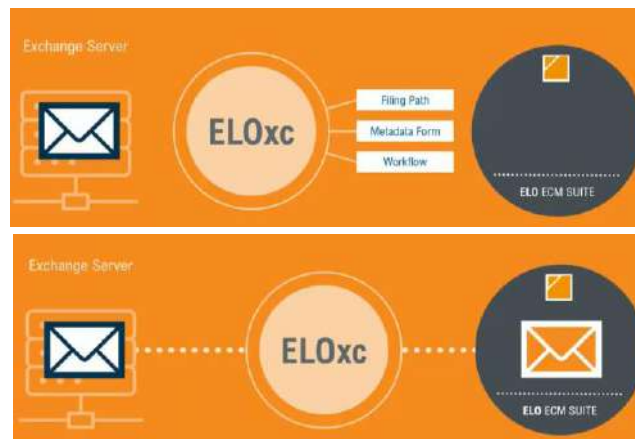 Exchange Server
ELOxc
Filing Path
Metadata Form
Workflow
ELO ECM SUITE
Exchange Server
ELOxc
ELO ECM SUITE